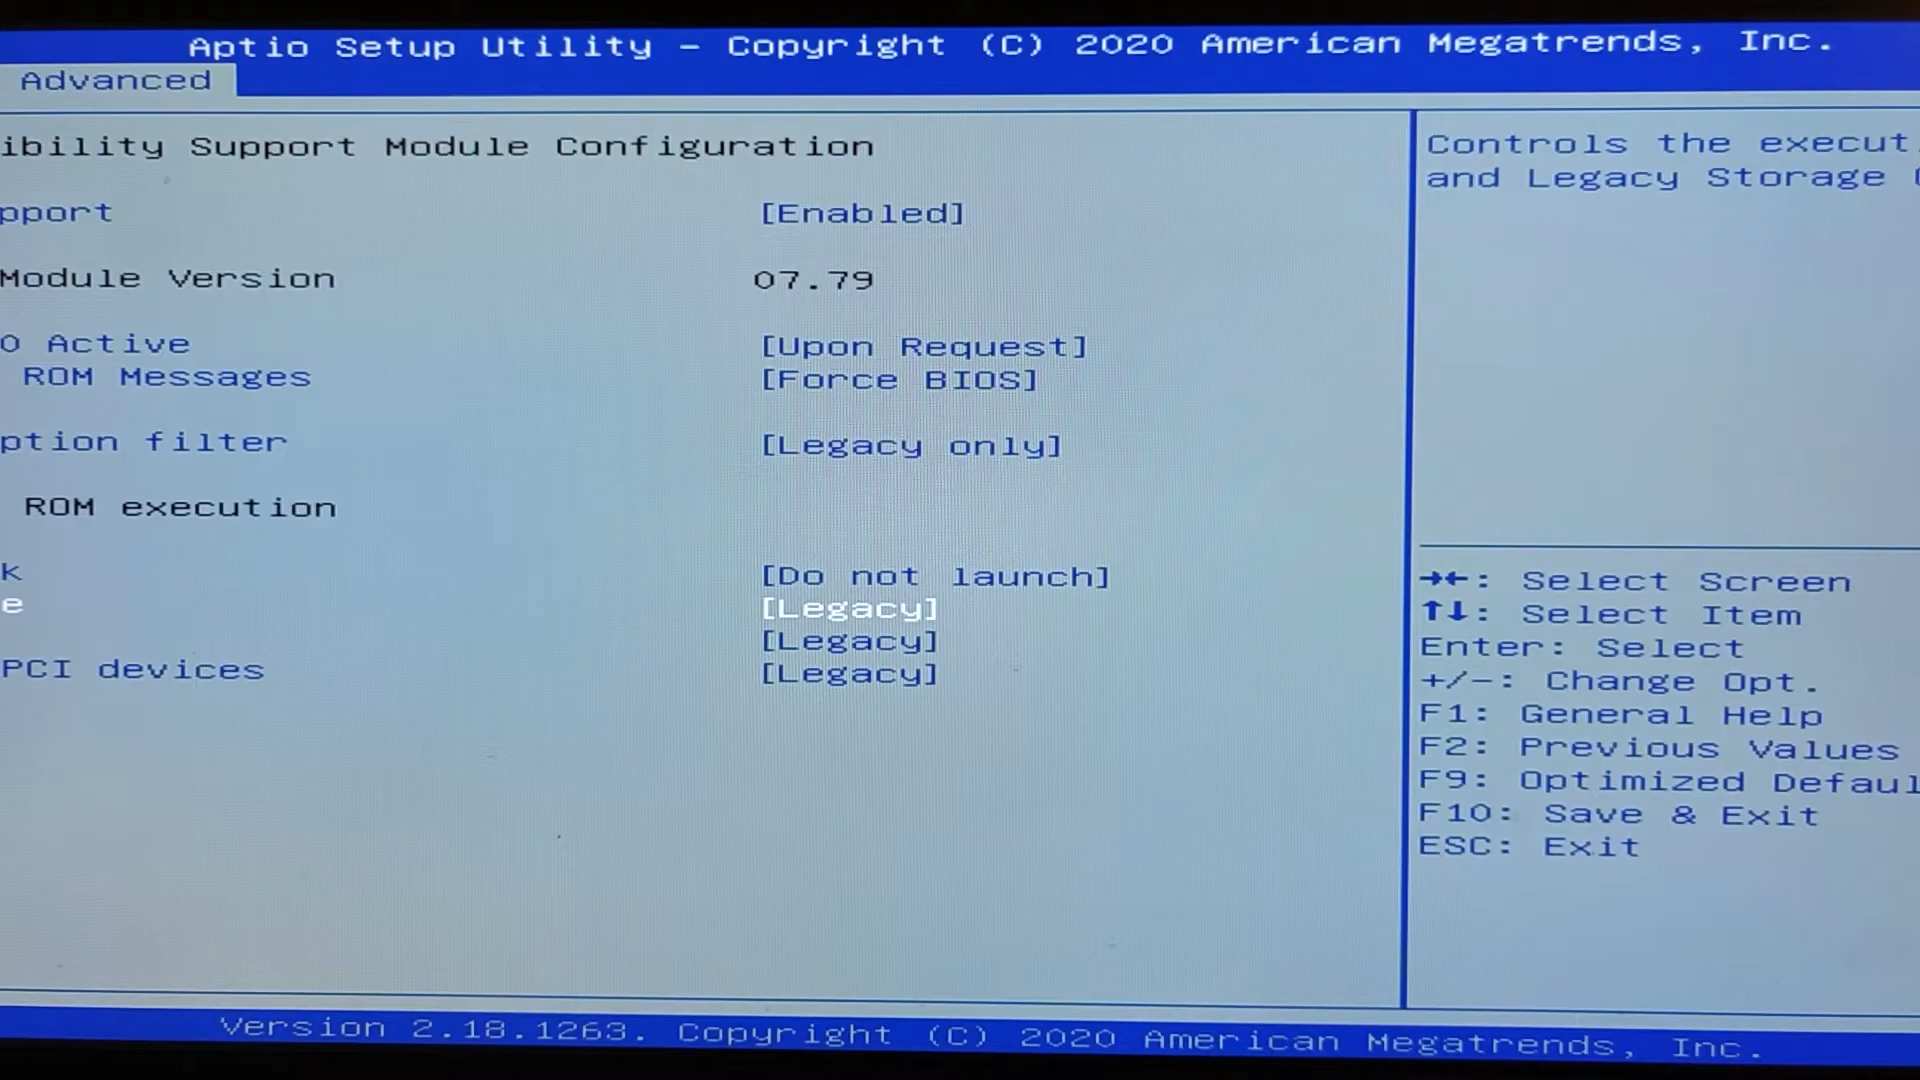 Aptio Setup Utility - Copyright (C) 2020 American Megatrends, Inc.
Advanced
ibility Support Module Configuration
pport [Enabled]
Module Version 07.79
0 Active [Upon Request]
ROM Messages [Force BIOS]
ption filter [Legacy only]
ROM execution
k [Do not launch]
e [Legacy]
[Legacy]
PCI devices [Legacy]
Controls the execut
and Legacy Storage
→←: Select Screen
↑↓: Select Item
Enter: Select
+/-: Change Opt.
F1: General Help
F2: Previous Values
F9: Optimized Defaul
F10: Save & Exit
ESC: Exit
Version 2.18.1263. Copyright (C) 2020 American Megatrends, Inc.